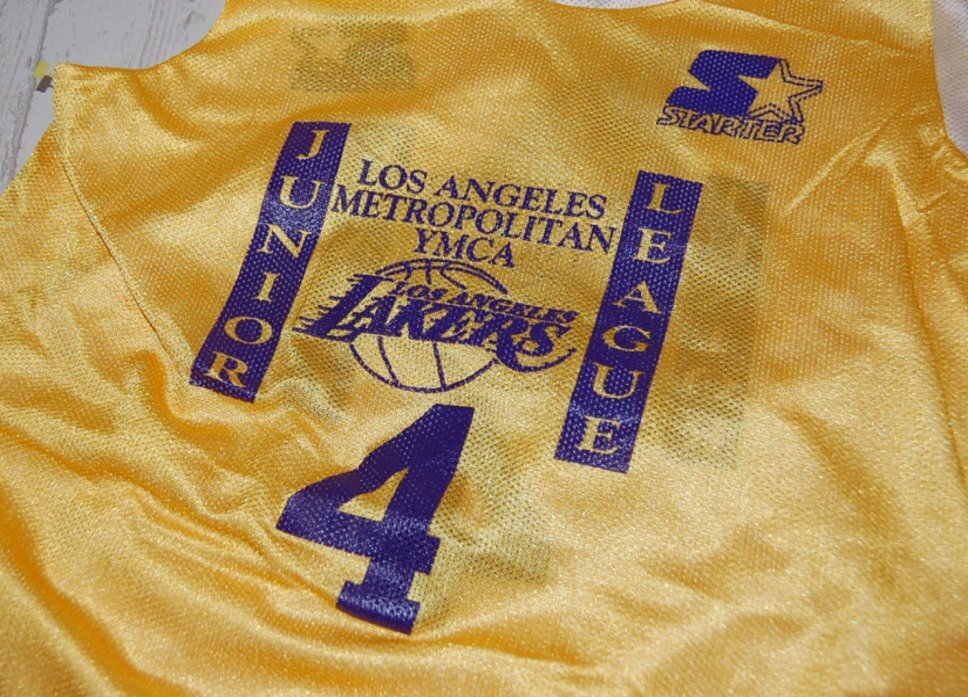 STARTER
JUNIOR
LOS ANGELES
METROPOLITAN
YMCA
LOS ANGELES
LAKERS
LEAGUE
4